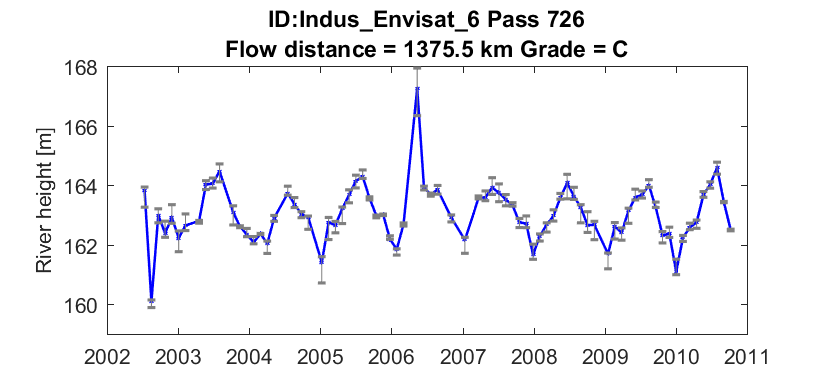 ID:Indus_Envisat_6 Pass 726
Flow distance = 1375.5 km Grade = C
River height [m]
168
166
164
162
160
2002 2003 2004 2005 2006 2007 2008 2009 2010 2011